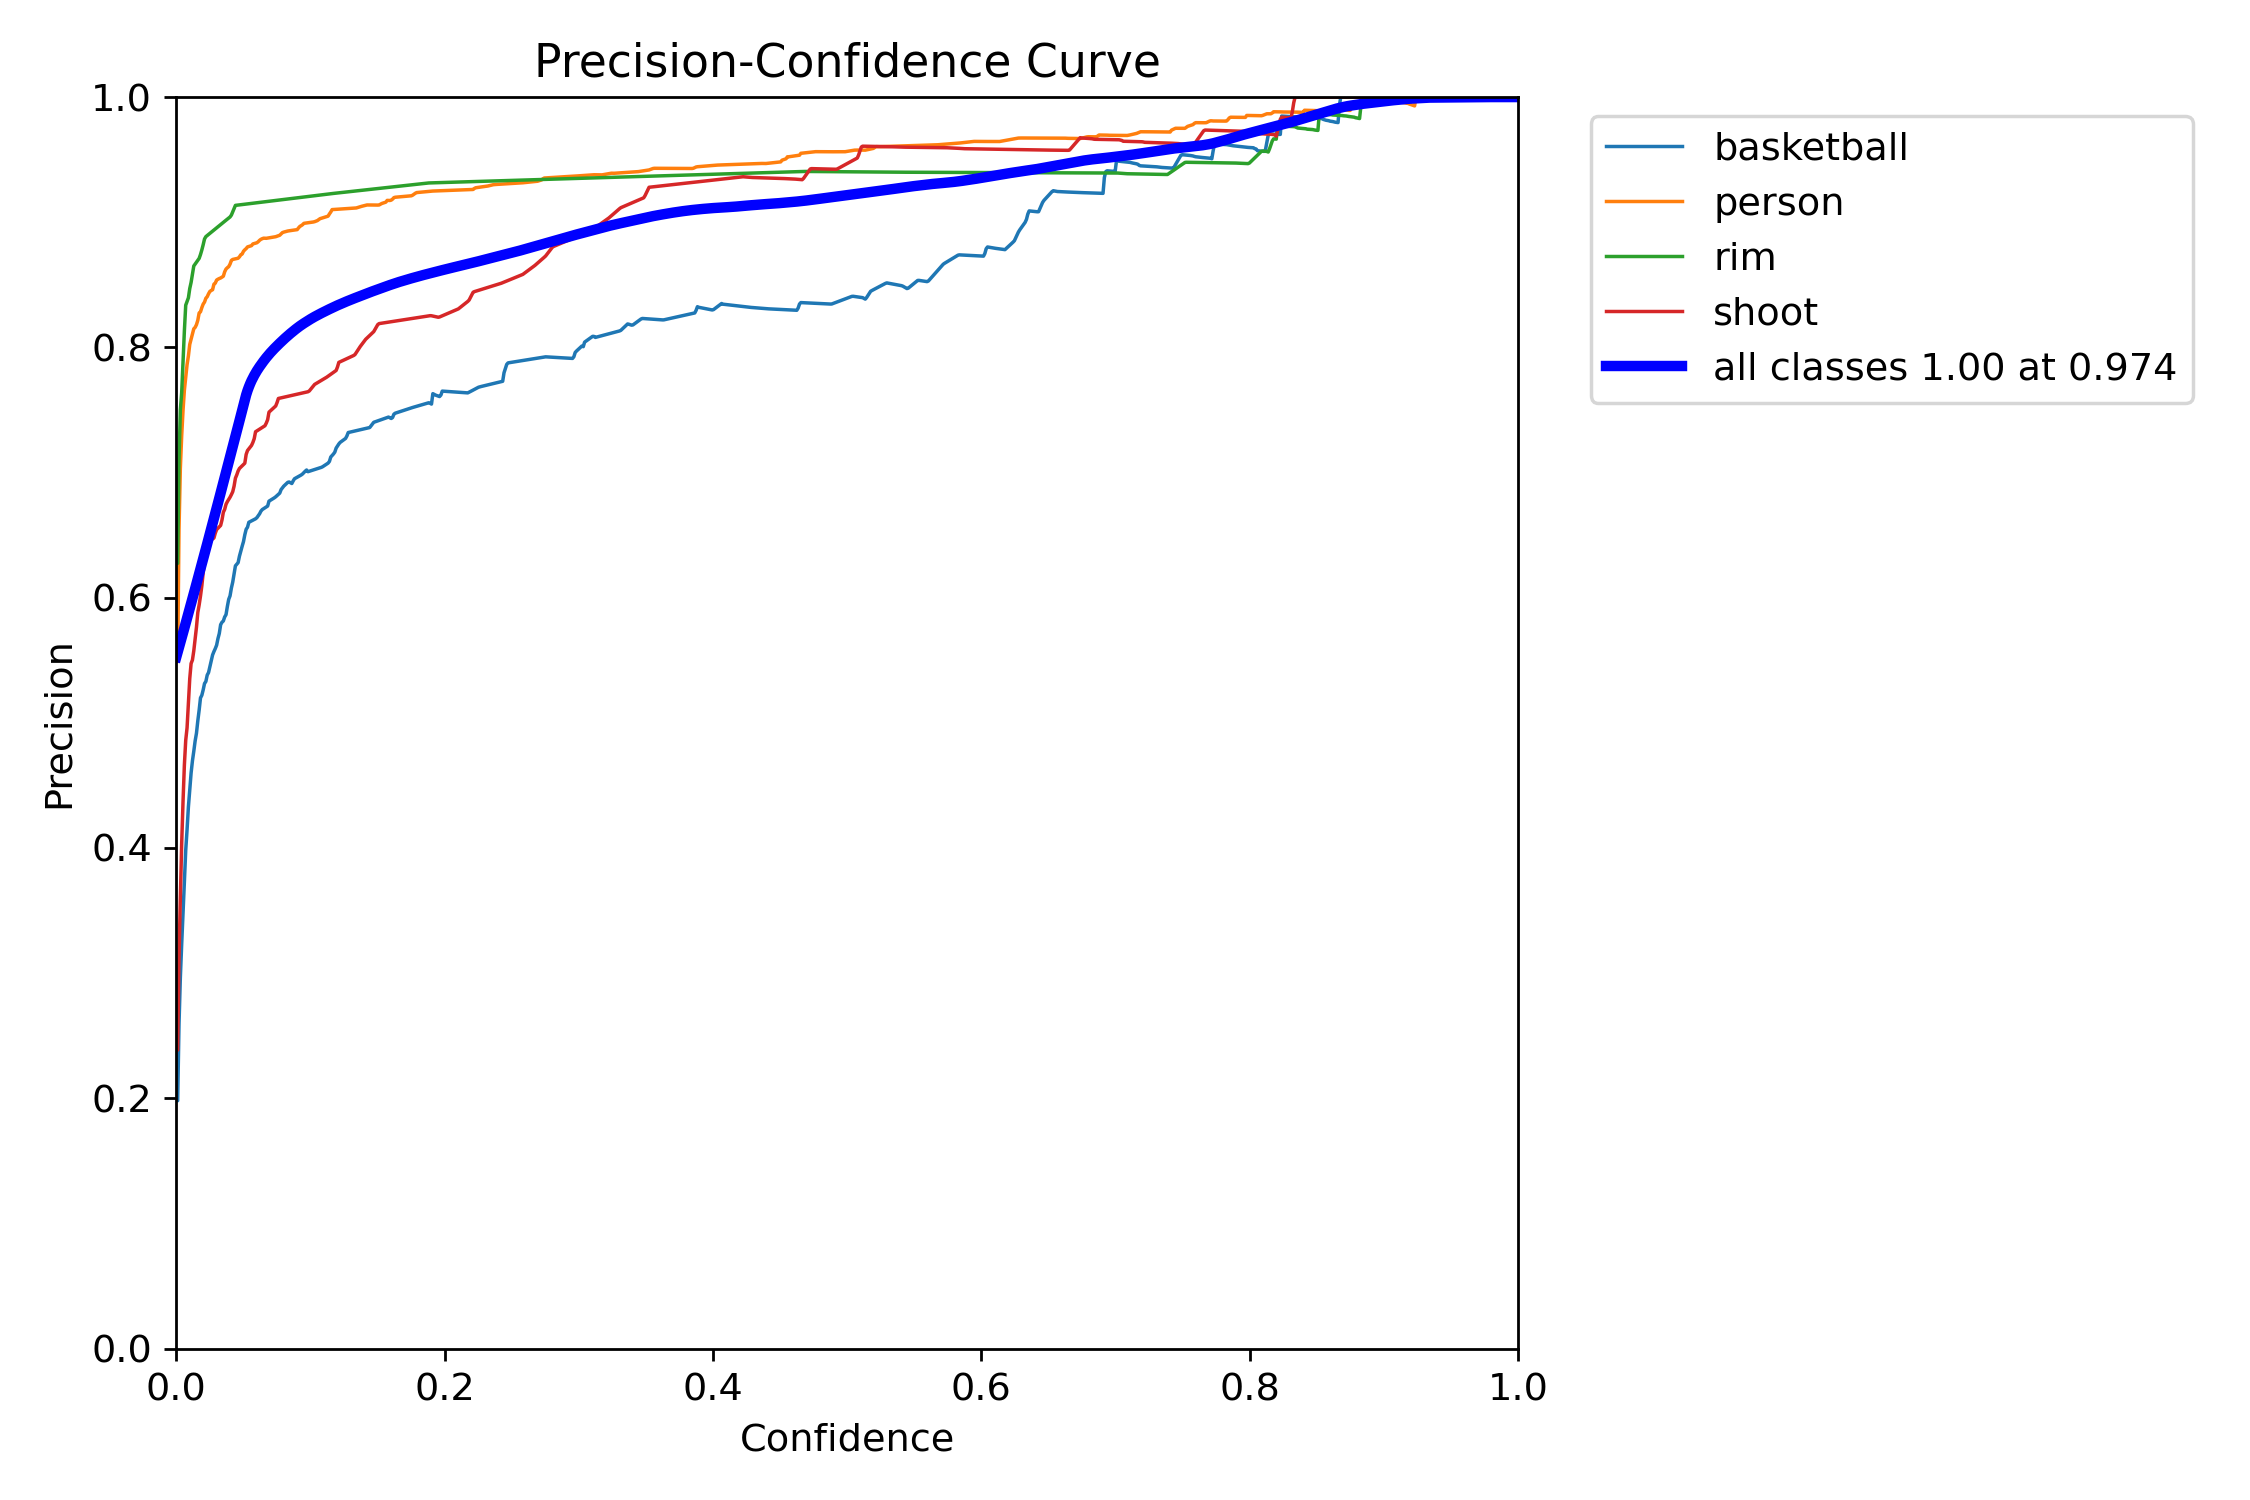 Precision-Confidence Curve
1.0
0.8
0.6
0.4
0.2
0.0
Precision
0.0 0.2 0.4 0.6 0.8 1.0
Confidence
basketball
person
rim
shoot
all classes 1.00 at 0.974